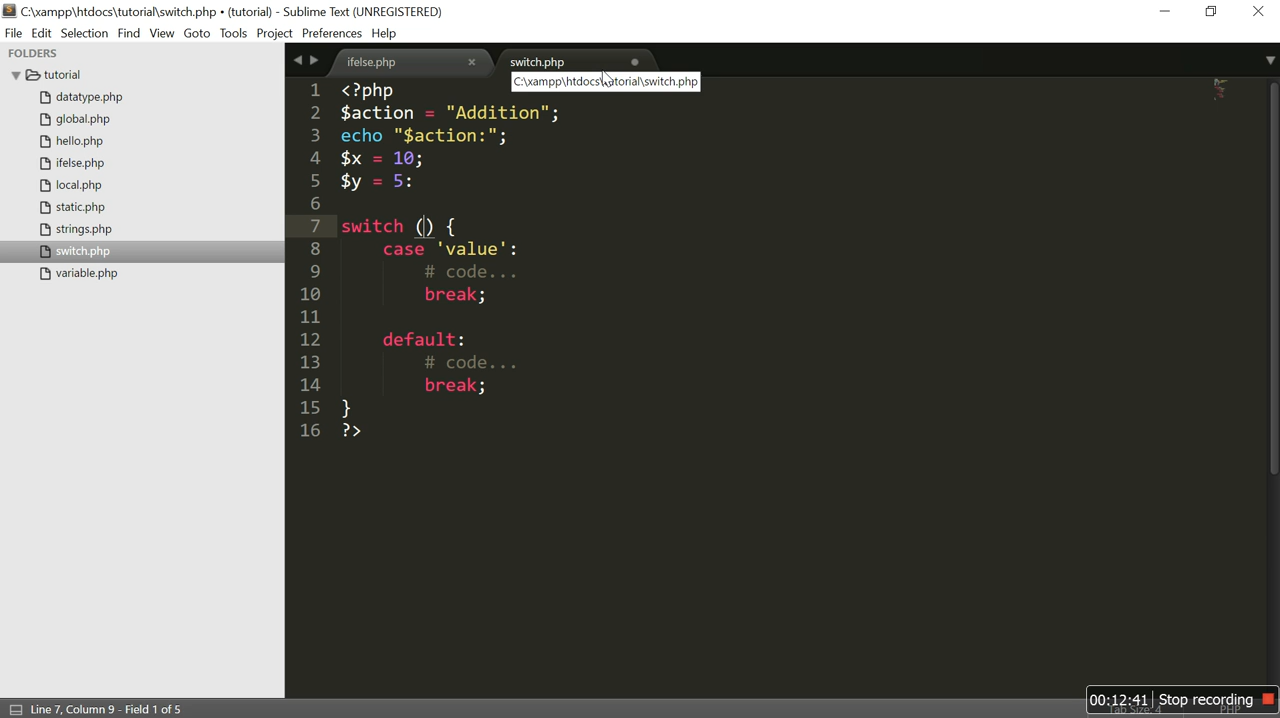 C:\xampp\htdocs\tutorial\switch.php • (tutorial) - Sublime Text (UNREGISTERED)
File Edit Selection Find View Goto Tools Project Preferences Help
FOLDERS
tutorial
datatype.php
global.php
hello.php
ifelse.php
local.php
static.php
strings.php
switch.php
variable.php
ifelse.php × switch.php
C:\xampp\htdocs\tutorial\switch.php
1 <?php
2 $action = "Addition";
3 echo "$action:";
4 $x = 10;
5 $y = 5:
6
7 switch () {
8 case 'value':
9 # code...
10 break;
11
12 default:
13 # code...
14 break;
15 }
16 ?>
Line 7, Column 9 - Field 1 of 5
00:12:41 Stop recording
Tab Size: 4 PHP